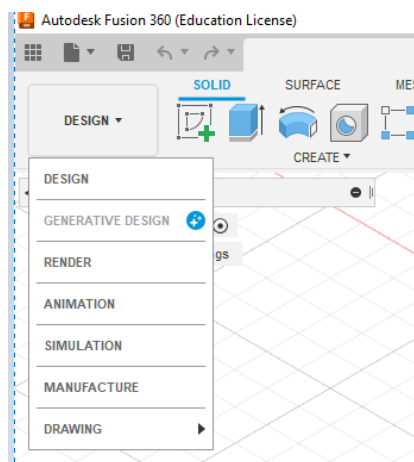 Autodesk Fusion 360 (Education License)
SOLID SURFACE
DESIGN
CREATE
DESIGN
GENERATIVE DESIGN
RENDER
ANIMATION
SIMULATION
MANUFACTURE
DRAWING